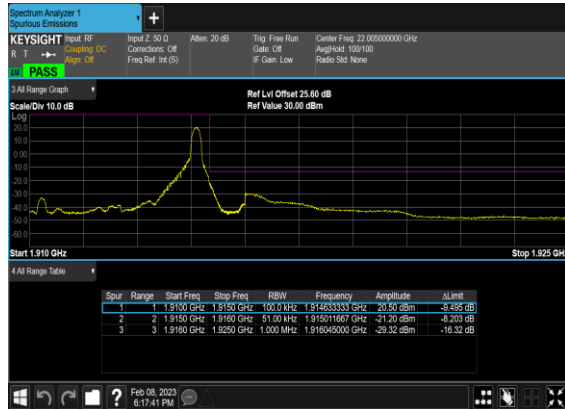 Spectrum Analyzer 1
Spurious Emissions
+
KEYSIGHT Input: RF Input Z: 50 Ω Atten: 20 dB Trig: Free Run Center Freq: 22.005000000 GHz
R T Coupling: DC Corrections: Off Gate: Off Avg|Hold: 100/100
Align: Off Freq Ref: Int (S) IF Gain: Low Radio Std: None
PASS
3 All Range Graph
Ref Lvl Offset 25.60 dB
Scale/Div 10.0 dB Ref Value 30.00 dBm
Log
20.0
10.0
0.00
-10.0
-20.0
-30.0
-40.0
-50.0
-60.0
Start 1.910 GHz Stop 1.925 GH
4 All Range Table
Spur Range Start Freq Stop Freq RBW Frequency Amplitude ΔLimit
1 1 1.9100 GHz 1.9150 GHz 100.0 kHz 1.914633333 GHz 20.50 dBm -9.495 dB
2 2 1.9150 GHz 1.9160 GHz 51.00 kHz 1.915011667 GHz -21.20 dBm -8.203 dB
3 3 1.9160 GHz 1.9250 GHz 1.000 MHz 1.916045000 GHz -29.32 dBm -16.32 dB
?
Feb 08, 2023
6:17:41 PM